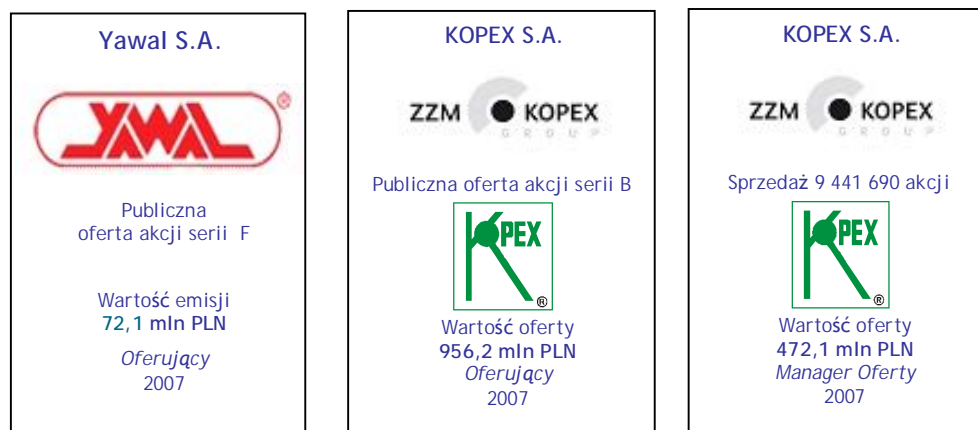 Yawal S.A.
YAWAL ®
Publiczna
oferta akcji serii F
Wartość emisji
72,1 mln PLN
Oferujący
2007
KOPEX S.A.
ZZM KOPEX
GROUP
Publiczna oferta akcji serii B
KOPEX ®
Wartość oferty
956,2 mln PLN
Oferujący
2007
KOPEX S.A.
ZZM KOPEX
GROUP
Sprzedaż 9 441 690 akcji
KOPEX ®
Wartość oferty
472,1 mln PLN
Manager Oferty
2007